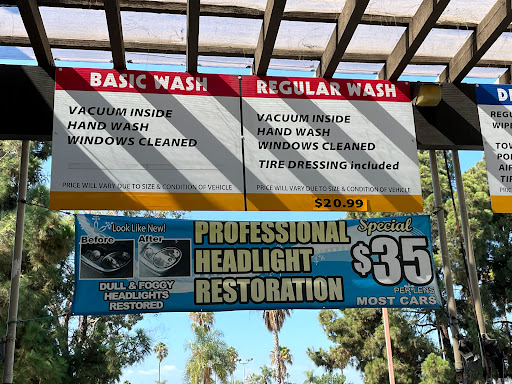 BASIC WASH
VACUUM INSIDE
HAND WASH
WINDOWS CLEANED
PRICE WILL VARY DUE TO SIZE & CONDITION OF VEHICLE
REGULAR WASH
VACUUM INSIDE
HAND WASH
WINDOWS CLEANED
TIRE DRESSING included
PRICE WILL VARY DUE TO SIZE & CONDITION OF VEHICLE
$20.99
Look Like New!
Before
After
DULL & FOGGY
HEADLIGHTS
RESTORED
PROFESSIONAL
HEADLIGHT
RESTORATION
Special
$35
PER LENS
MOST CARS